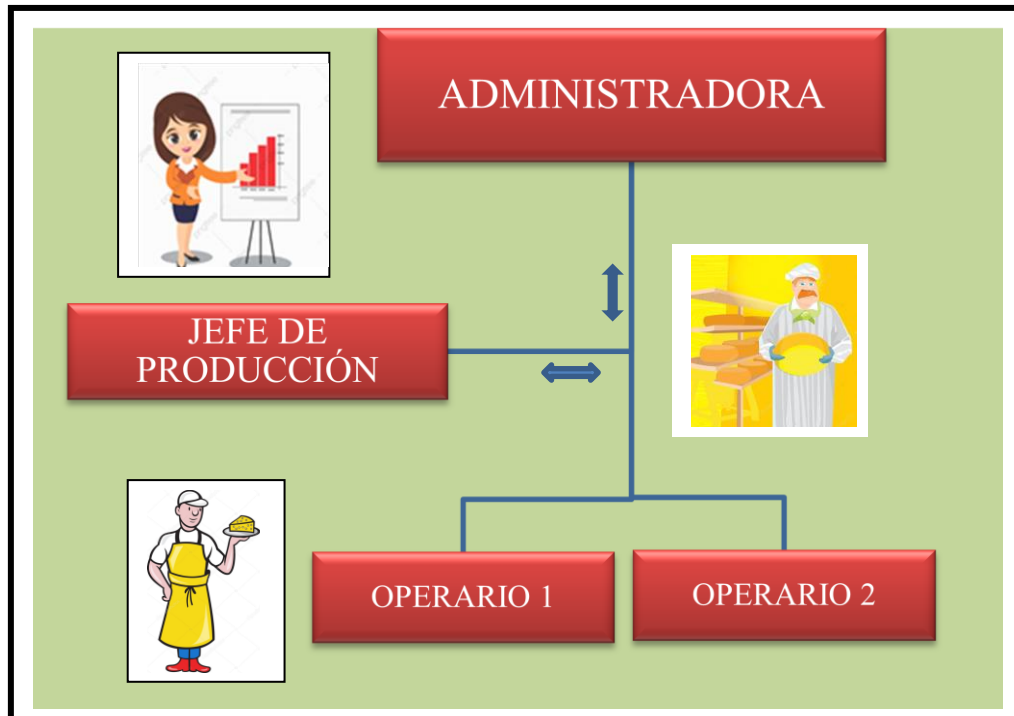 ADMINISTRADORA
JEFE DE
PRODUCCIÓN
OPERARIO 1
OPERARIO 2